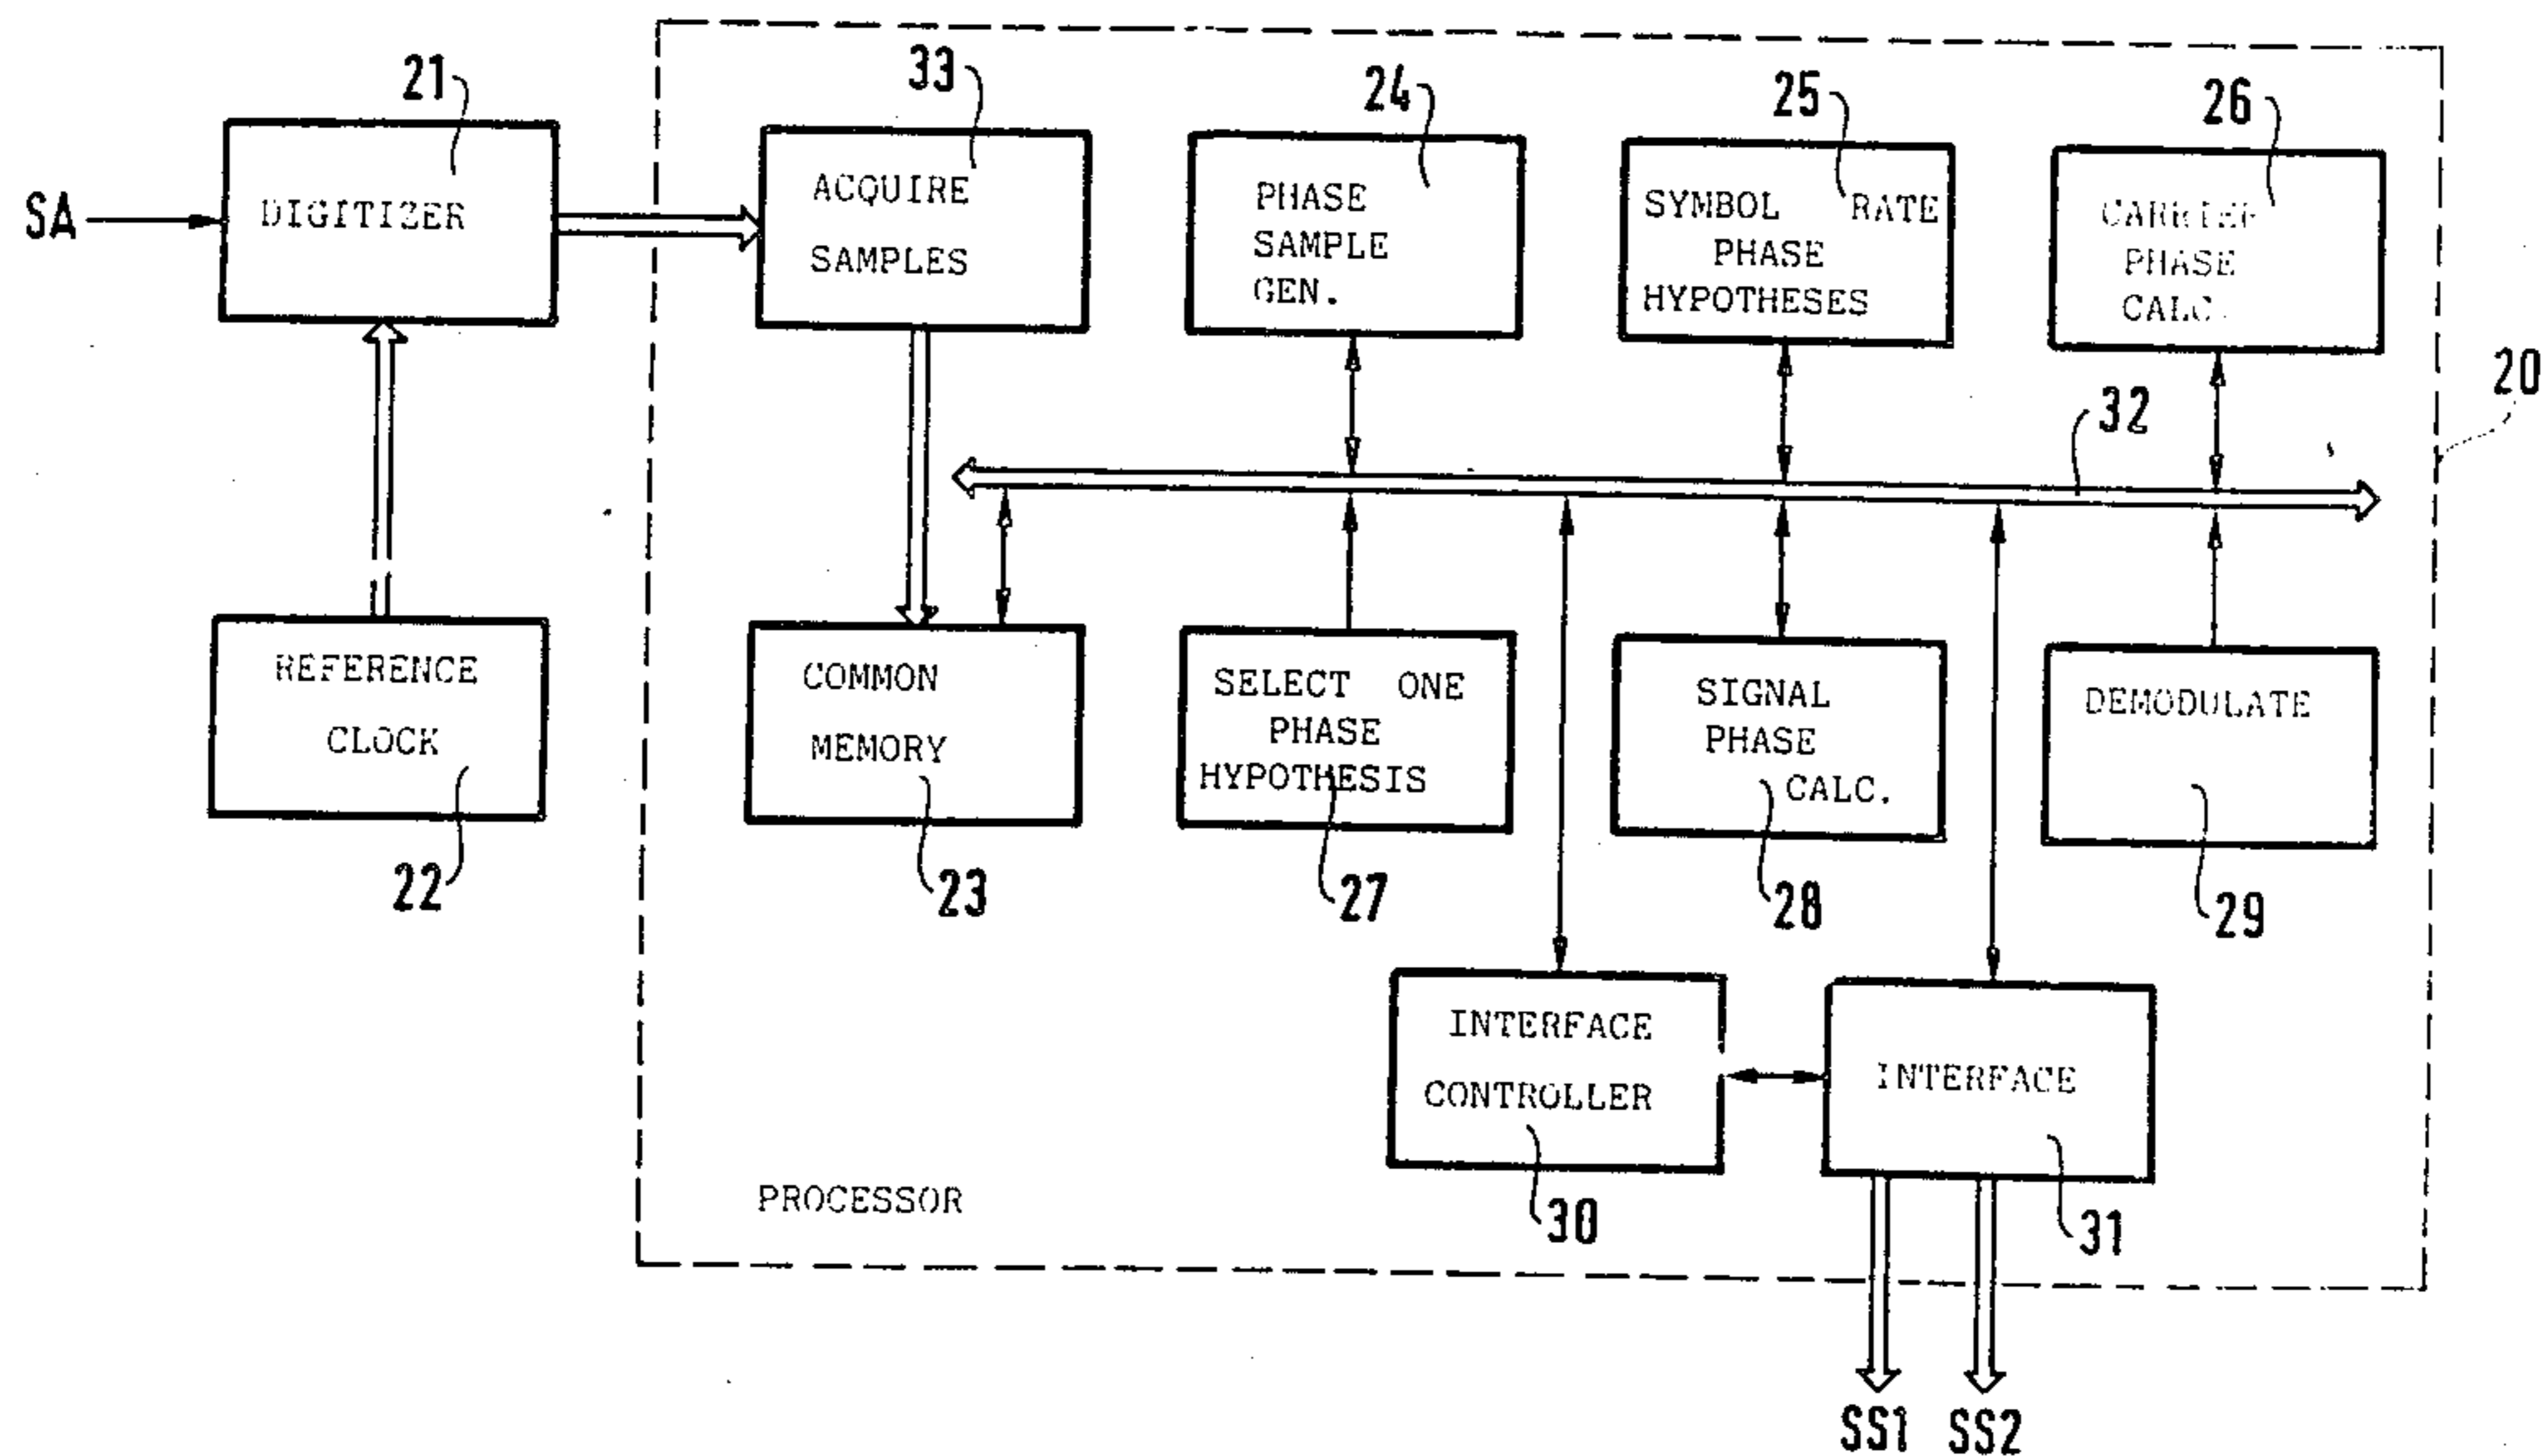 21
33
24
25
26
SA
DIGITIZER
ACQUIRE
SAMPLES
PHASE
SAMPLE
GEN.
SYMBOL RATE
PHASE
HYPOTHESES
CARRIER
PHASE
CALC.
20
32
REFERENCE
CLOCK
22
COMMON
MEMORY
23
SELECT ONE
PHASE
HYPOTHESIS
27
SIGNAL
PHASE
CALC.
28
DEMODULATE
29
INTERFACE
CONTROLLER
30
INTERFACE
31
PROCESSOR
SS1
SS2